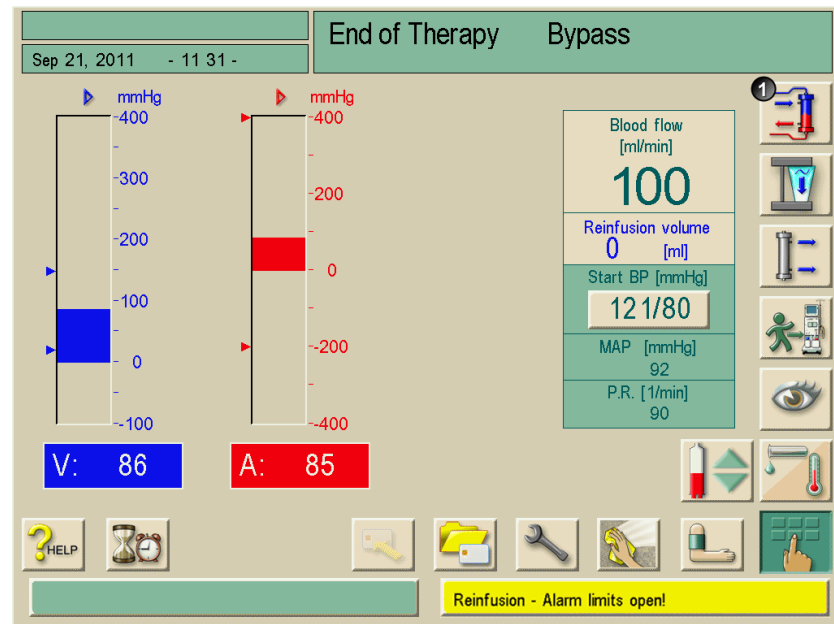 End of Therapy Bypass
Sep 21, 2011 - 11 31 -
1
mmHg
-400
-300
-200
-100
0
--100
V: 86
mmHg
-400
-200
0
--200
--400
A: 85
Blood flow
[ml/min]
100
Reinfusion volume
0 [ml]
Start BP [mmHg]
121/80
MAP [mmHg]
92
P.R. [1/min]
90
?HELP
Reinfusion - Alarm limits open!